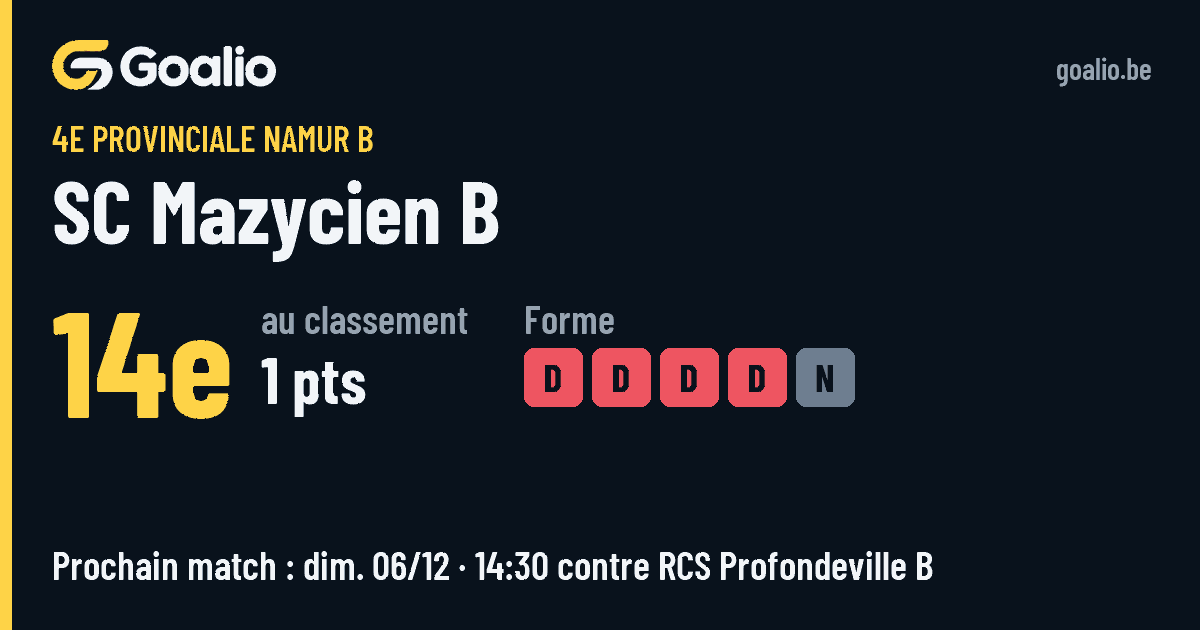 Goalio
goalio.be
4E PROVINCIALE NAMUR B
SC Mazycien B
14e
au classement
1 pts
Forme
D D D D N
Prochain match : dim. 06/12 · 14:30 contre RCS Profondeville B